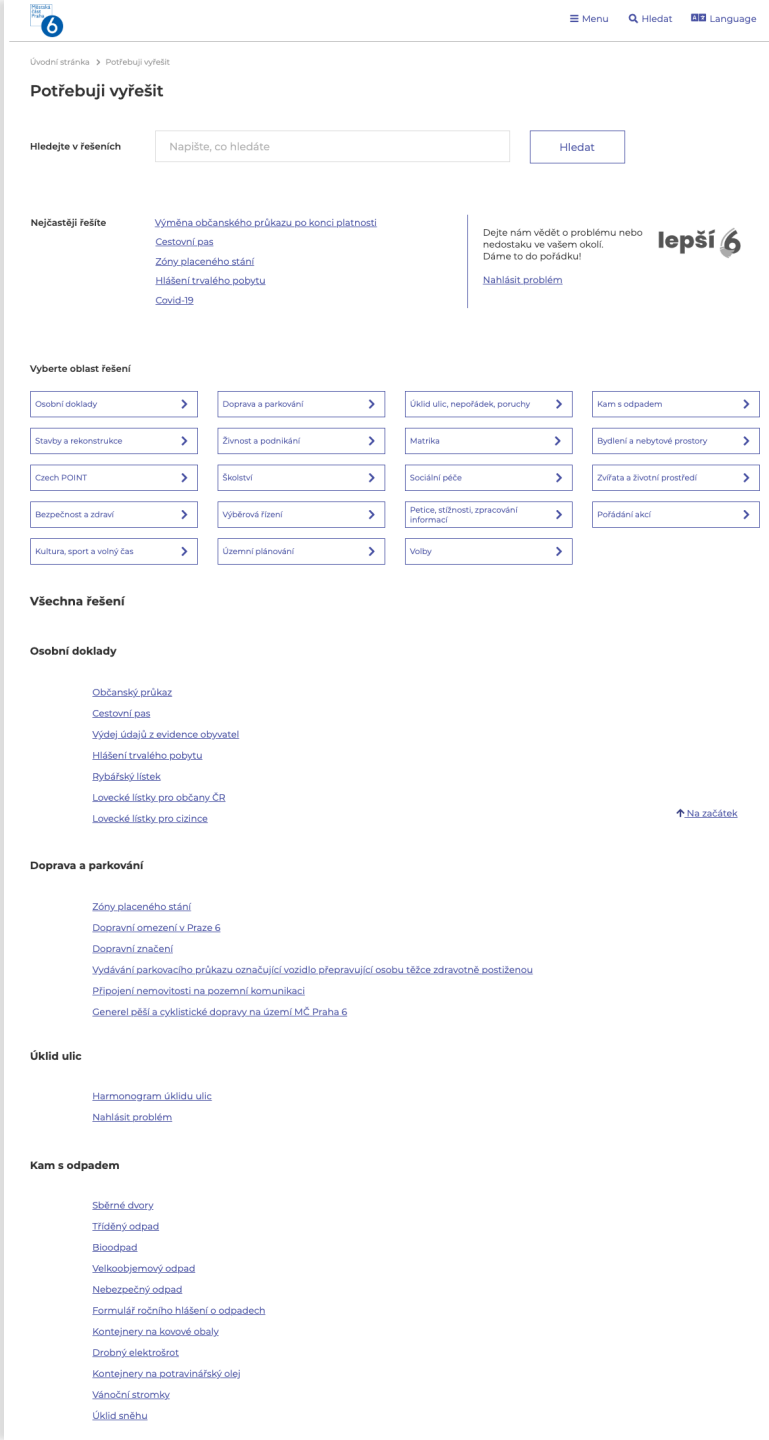 Městská
část
Praha
6
Menu
Hledat
Language
Úvodní stránka > Potřebuji vyřešit
Potřebuji vyřešit
Hledejte v řešeních
Napište, co hledáte
Hledat
Nejčastěji řešíte
Výměna občanského průkazu po konci platnosti
Cestovní pas
Zóny placeného stání
Hlášení trvalého pobytu
Covid-19
Dejte nám vědět o problému nebo
nedostaku ve vašem okolí.
Dáme to do pořádku!
Nahlásit problém
lepší 6
Vyberte oblast řešení
Osobní doklady
Doprava a parkování
Úklid ulic, nepořádek, poruchy
Kam s odpadem
Stavby a rekonstrukce
Živnost a podnikání
Matrika
Bydlení a nebytové prostory
Czech POINT
Školství
Sociální péče
Zvířata a životní prostředí
Bezpečnost a zdraví
Výběrová řízení
Petice, stížnosti, zpracování
informací
Pořádání akcí
Kultura, sport a volný čas
Územní plánování
Volby
Všechna řešení
Osobní doklady
Občanský průkaz
Cestovní pas
Výdej údajů z evidence obyvatel
Hlášení trvalého pobytu
Rybářský lístek
Lovecké lístky pro občany ČR
Lovecké lístky pro cizince
Na začátek
Doprava a parkování
Zóny placeného stání
Dopravní omezení v Praze 6
Dopravní značení
Vydávání parkovacího průkazu označující vozidlo přepravující osobu těžce zdravotně postiženou
Připojení nemovitosti na pozemní komunikaci
Generel pěší a cyklistické dopravy na území MČ Praha 6
Úklid ulic
Harmonogram úklidu ulic
Nahlásit problém
Kam s odpadem
Sběrné dvory
Tříděný odpad
Bioodpad
Velkoobjemový odpad
Nebezpečný odpad
Formulář ročního hlášení o odpadech
Kontejnery na kovové obaly
Drobný elektrošrot
Kontejnery na potravinářský olej
Vánoční stromky
Úklid sněhu